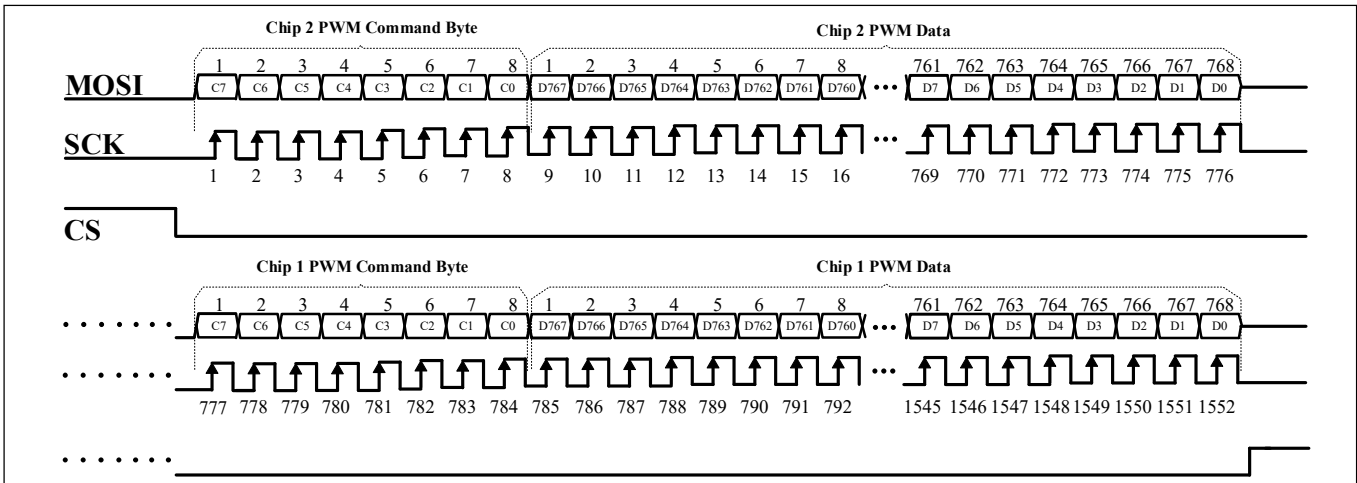 Chip 2 PWM Command Byte Chip 2 PWM Data
1 2 3 4 5 6 7 8 1 2 3 4 5 6 7 8 761 762 763 764 765 766 767 768
MOSI C7 C6 C5 C4 C3 C2 C1 C0 D767 D766 D765 D764 D763 D762 D761 D760 ••• D7 D6 D5 D4 D3 D2 D1 D0
SCK •••
1 2 3 4 5 6 7 8 9 10 11 12 13 14 15 16 769 770 771 772 773 774 775 776
CS
Chip 1 PWM Command Byte Chip 1 PWM Data
1 2 3 4 5 6 7 8 1 2 3 4 5 6 7 8 761 762 763 764 765 766 767 768
....... C7 C6 C5 C4 C3 C2 C1 C0 D767 D766 D765 D764 D763 D762 D761 D760 ••• D7 D6 D5 D4 D3 D2 D1 D0
....... •••
777 778 779 780 781 782 783 784 785 786 787 788 789 790 791 792 1545 1546 1547 1548 1549 1550 1551 1552
.......